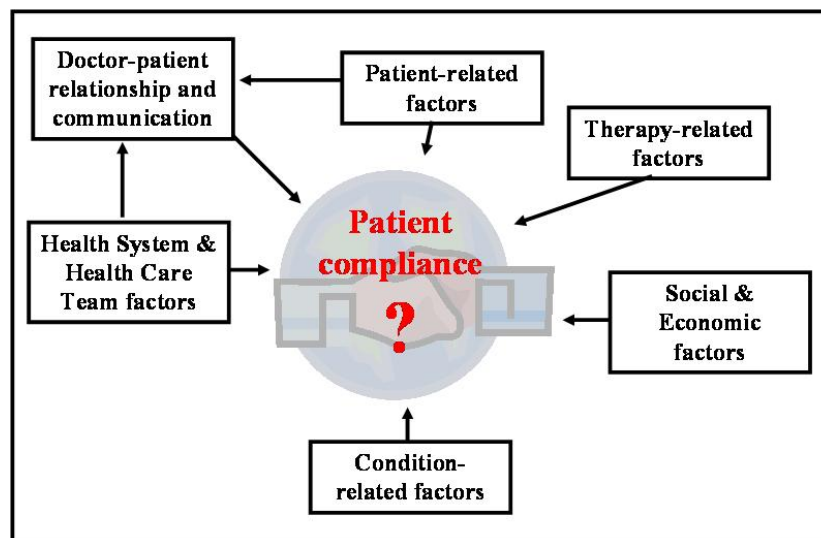 Doctor-patient
relationship and
communication
Patient-related
factors
Therapy-related
factors
Patient
compliance
?
Health System &
Health Care
Team factors
Social &
Economic
factors
Condition-
related factors